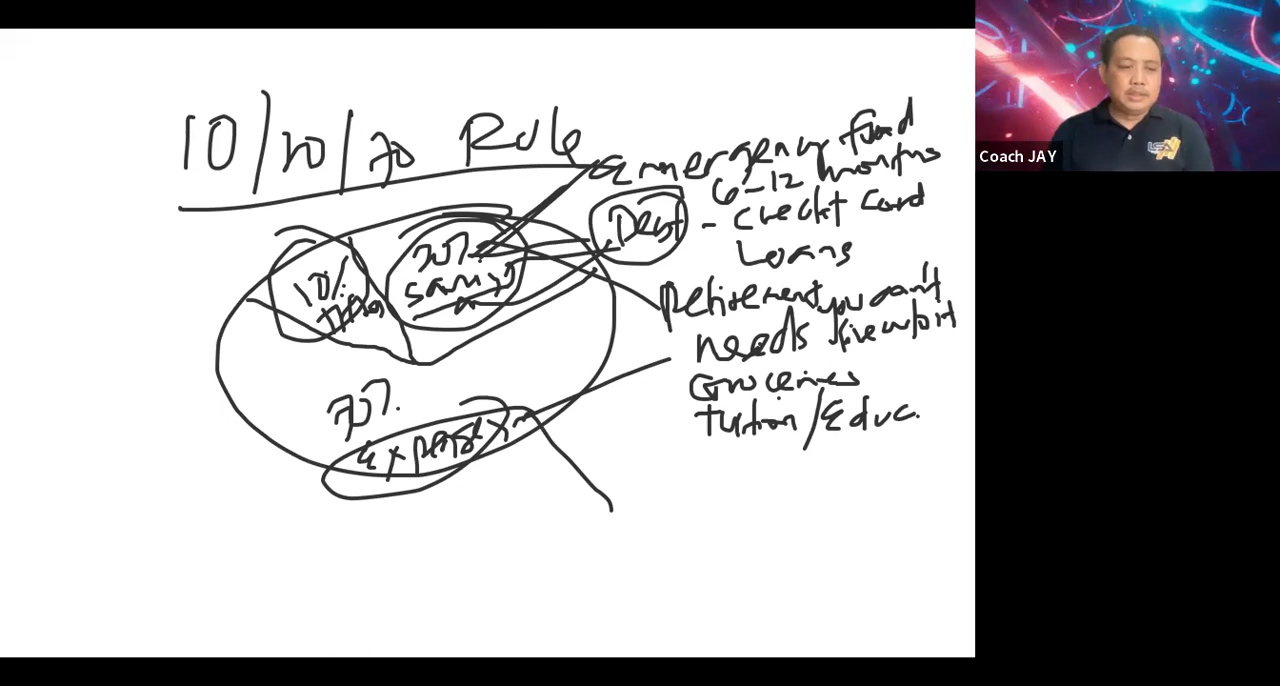 10/20/70 Rule
emergency fund
6-12 months
Debt - Credit Card
Loans
10%
20%
savings
Retirement
needs
Groceries
Tuition/Educ.
70%
Expenses
Coach JAY